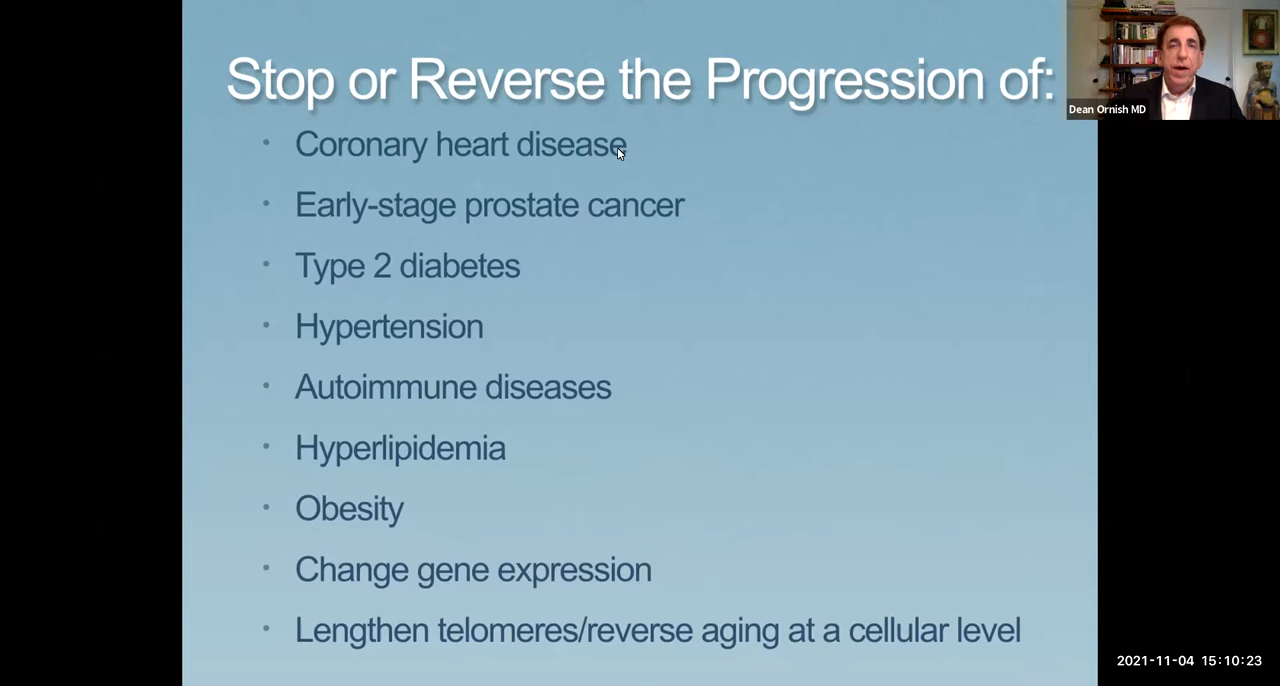 Stop or Reverse the Progression of:
Dean Ornish MD
• Coronary heart disease
• Early-stage prostate cancer
• Type 2 diabetes
• Hypertension
• Autoimmune diseases
• Hyperlipidemia
• Obesity
• Change gene expression
• Lengthen telomeres/reverse aging at a cellular level
2021-11-04 15:10:23